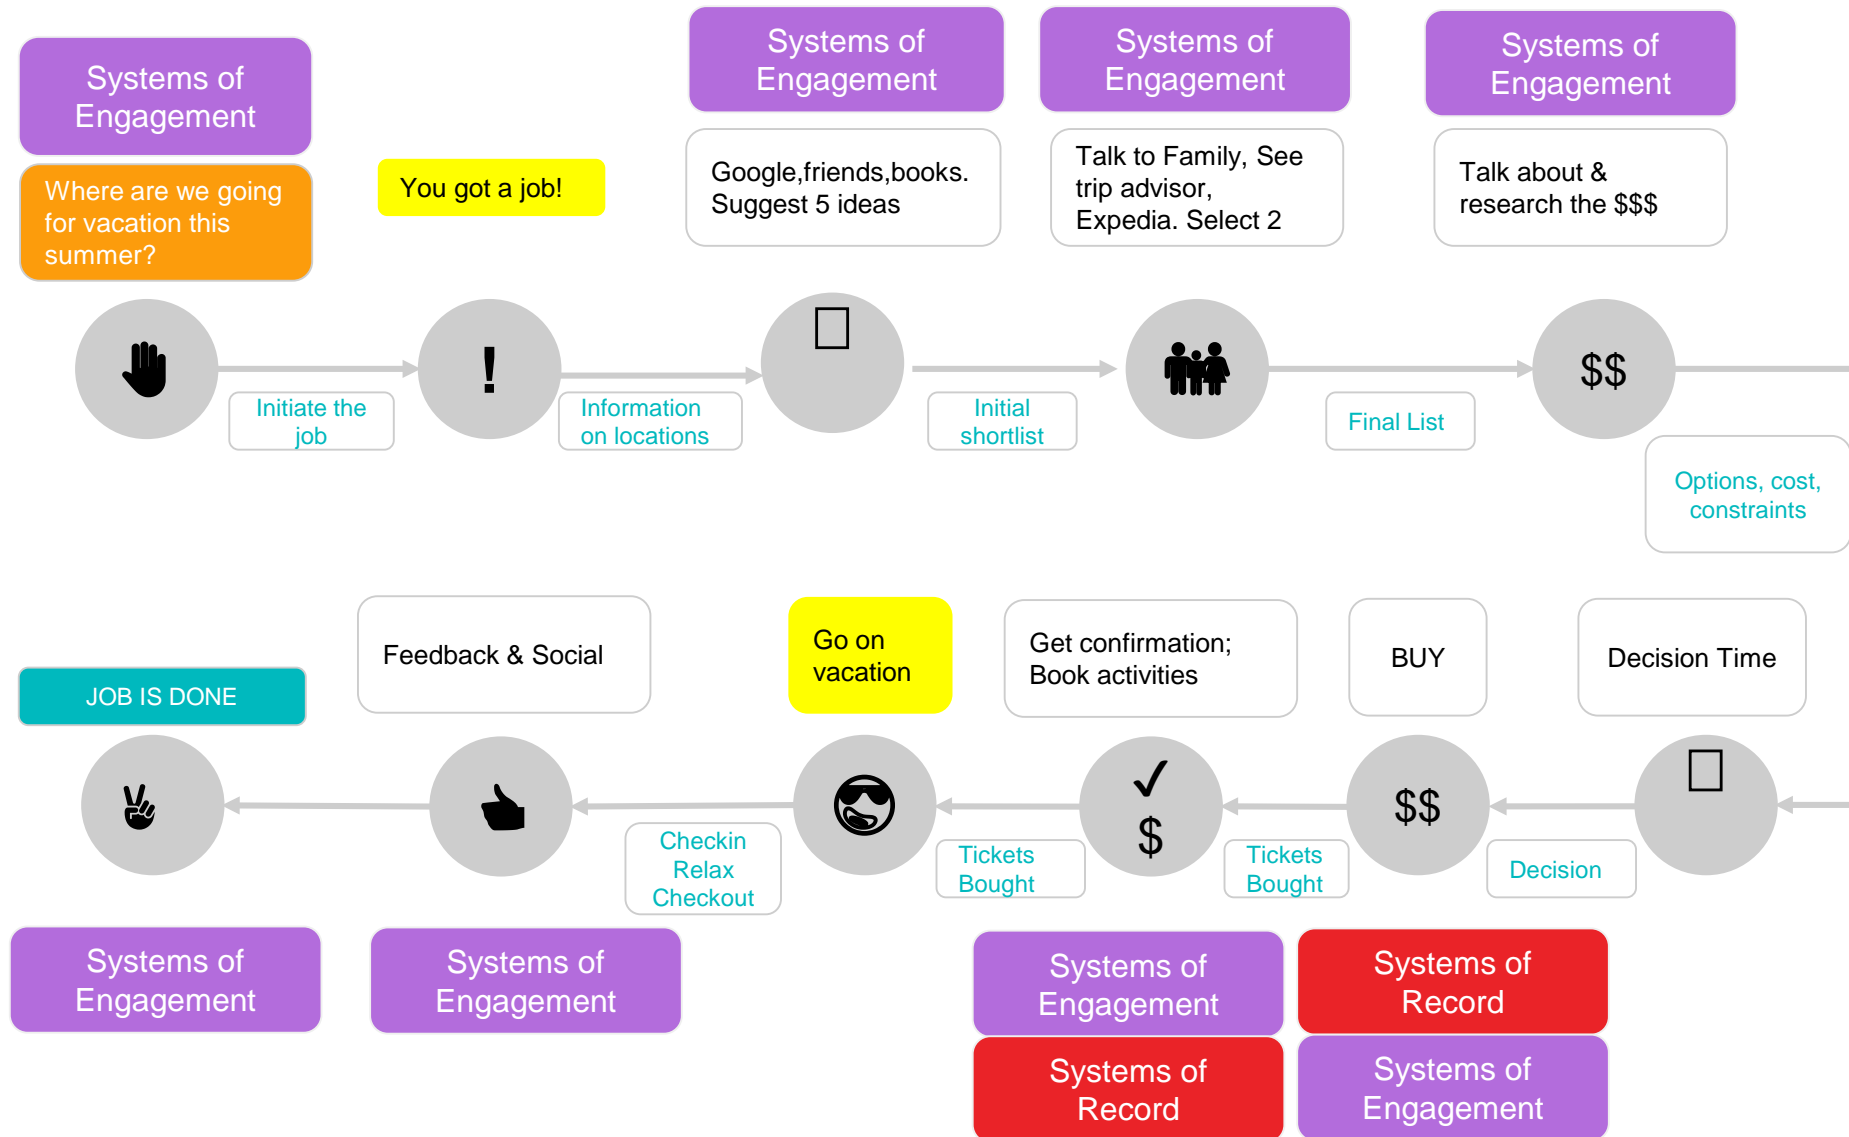 Systems of
Engagement
Systems of
Engagement
Systems of
Engagement
Systems of
Engagement
Where are we going
for vacation this
summer?
You got a job!
Google,friends,books.
Suggest 5 ideas
Talk to Family, See
trip advisor,
Expedia. Select 2
Talk about &
research the $$$
!
$$
Initiate the
job
Information
on locations
Initial
shortlist
Final List
Options, cost,
constraints
JOB IS DONE
Feedback & Social
Go on
vacation
Get confirmation;
Book activities
BUY
Decision Time
✓
$
$$
Checkin
Relax
Checkout
Tickets
Bought
Tickets
Bought
Decision
Systems of
Engagement
Systems of
Engagement
Systems of
Engagement
Systems of
Record
Systems of
Record
Systems of
Engagement